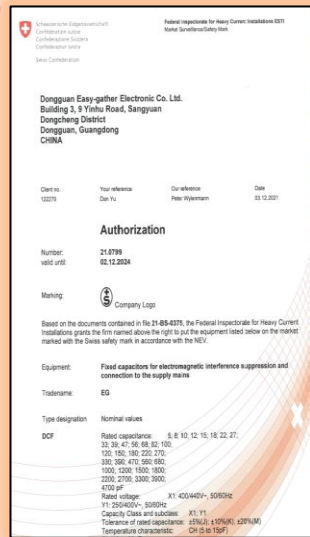 Schweizerische Eidgenossenschaft
Confédération suisse
Confederazione Svizzera
Confederaziun svizra
Swiss Confederation
Federal Inspectorate for Heavy Current Installations ESTI
Market Surveillance/Safety Mark
Dongguan Easy-gather Electronic Co. Ltd.
Building 3, 9 Yinhu Road, Sangyuan
Dongcheng District
Dongguan, Guangdong
CHINA
Client no. Your reference Our reference Date
122279 Dan Yu Peter Wylenmann 03.12.2021
Authorization
Number: 21.0799
valid until: 02.12.2024
Marking: S Company Logo
Based on the documents contained in file 21-BS-0375, the Federal Inspectorate for Heavy Current
Installations grants the firm named above the right to put the equipment listed below on the market
marked with the Swiss safety mark in accordance with the NEV.
Equipment: Fixed capacitors for electromagnetic interference suppression and
connection to the supply mains
Tradename: EG
Type designation Nominal values
DCF Rated capacitance: 5; 8; 10; 12; 15; 18; 22; 27;
33; 39; 47; 56; 68; 82; 100;
120; 150; 180; 220; 270;
330; 390; 470; 560; 680;
1000; 1200; 1500; 1800;
2200; 2700; 3300; 3900;
4700 pF
Rated voltage: X1: 400/440V~, 50/60Hz
Y1: 250/400V~, 50/60Hz
Capacity Class and subclass: X1; Y1
Tolerance of rated capacitance: ±5%(J); ±10%(K); ±20%(M)
Temperature characteristic: CH (5 to 15pF)